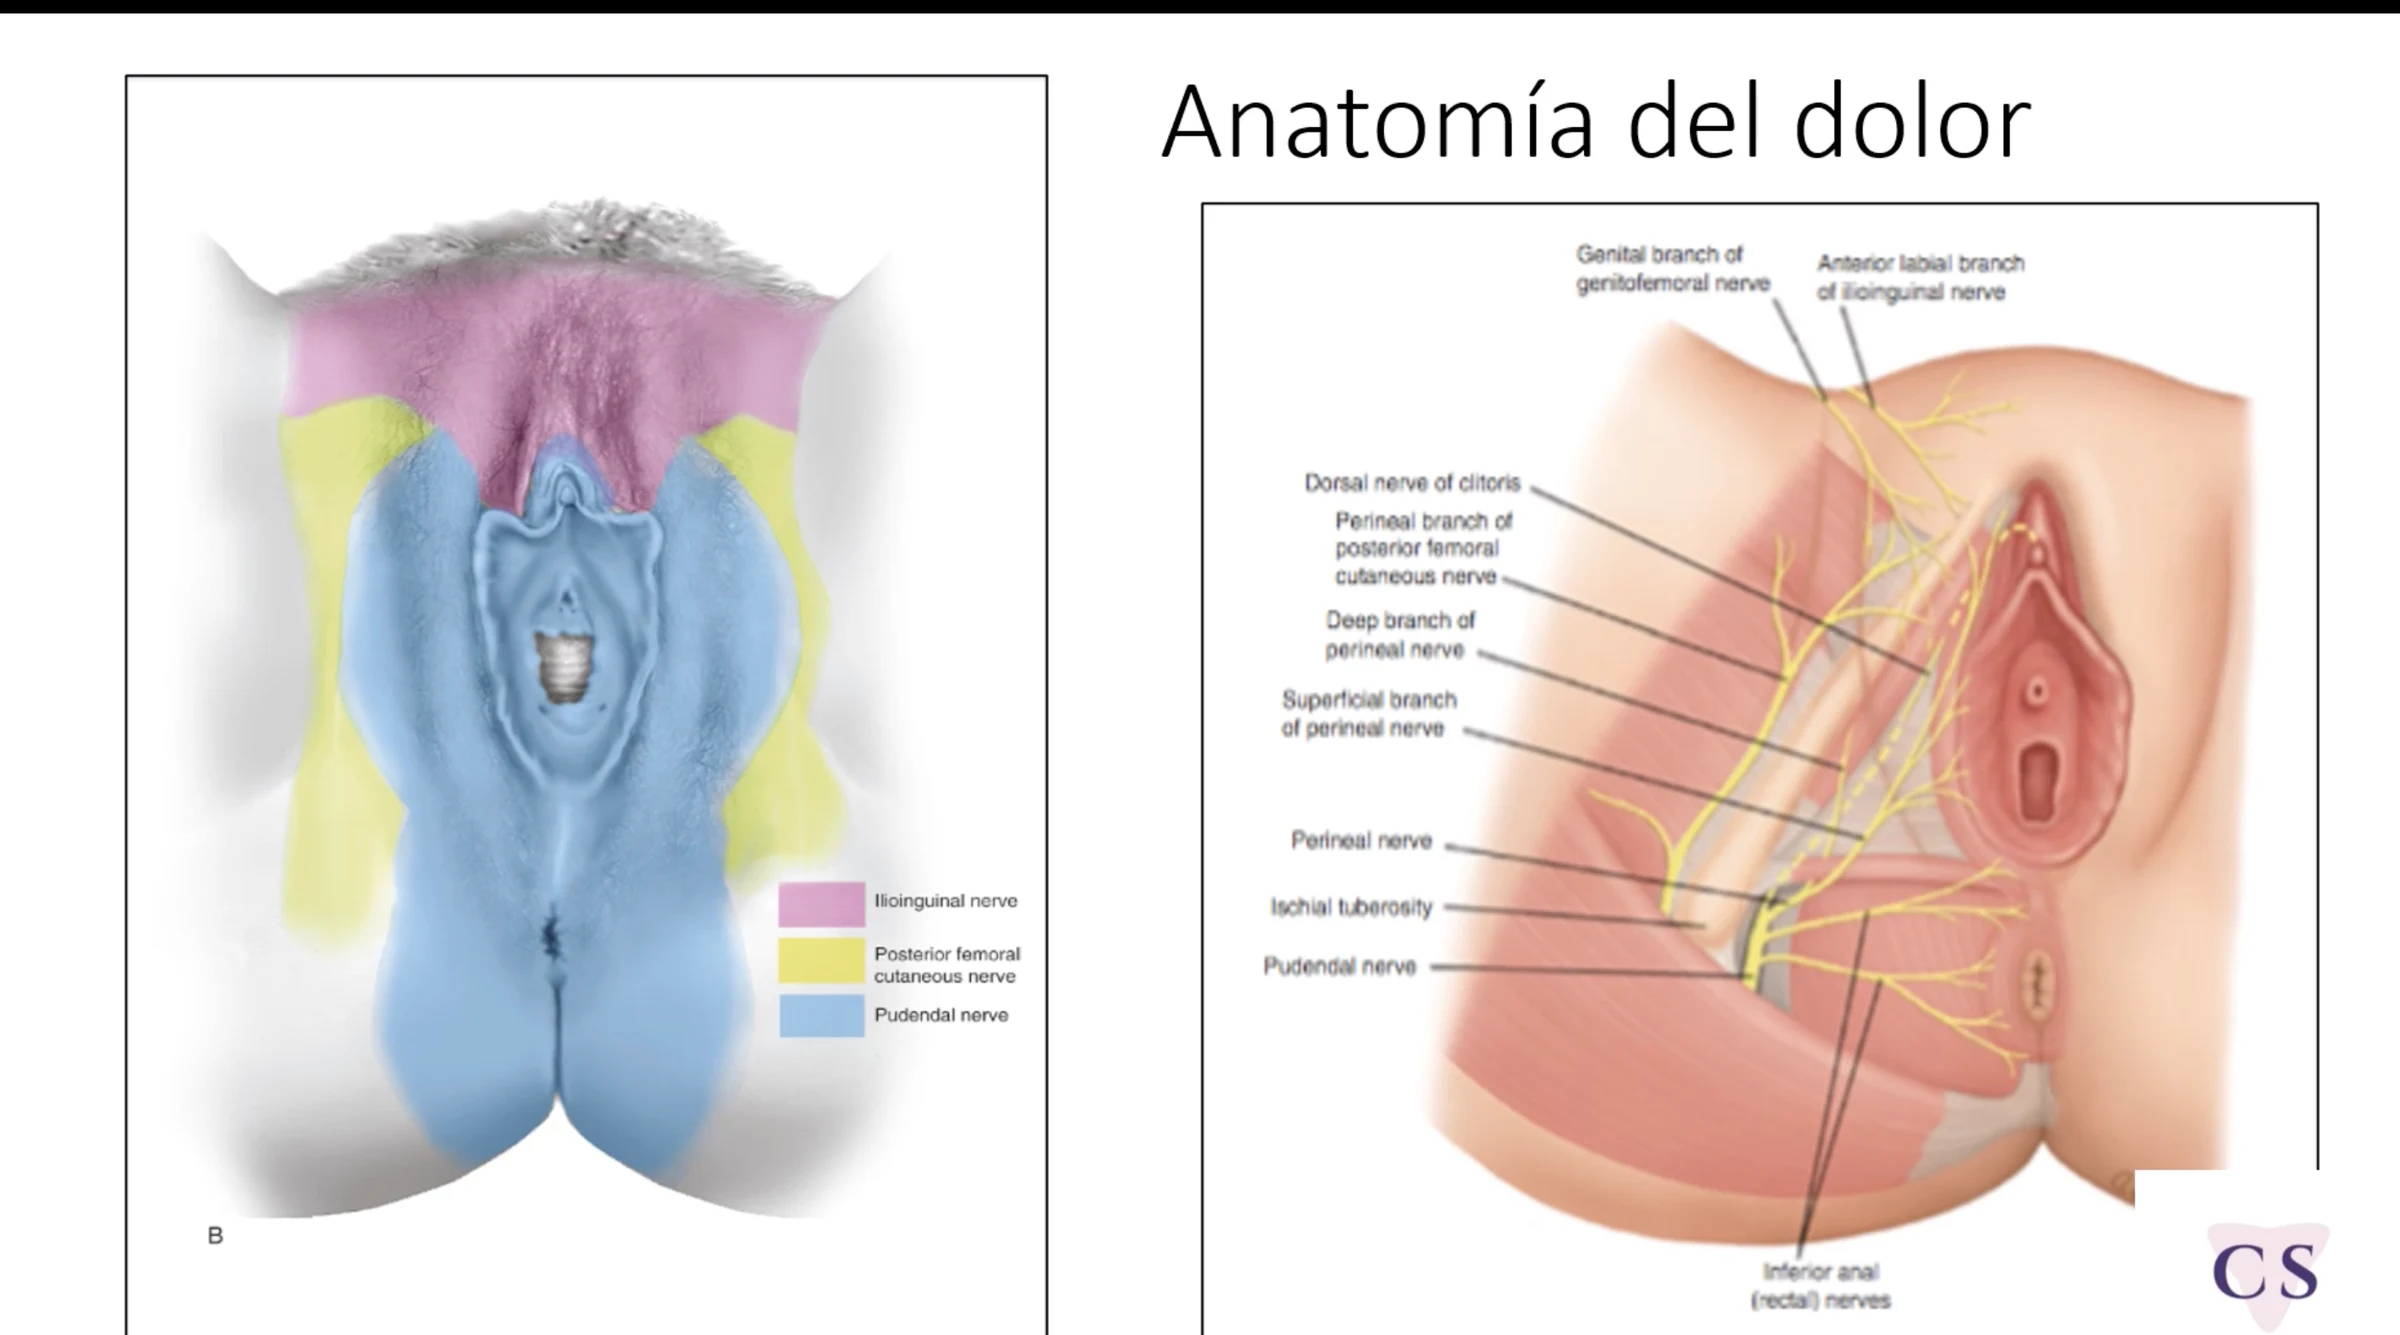 Anatomía del dolor
Ilioinguinal nerve
Posterior femoral
cutaneous nerve
Pudendal nerve
B
Genital branch of
genitofemoral nerve
Anterior labial branch
of ilioinguinal nerve
Dorsal nerve of clitoris
Perineal branch of
posterior femoral
cutaneous nerve
Deep branch of
perineal nerve
Superficial branch
of perineal nerve
Perineal nerve
Ischial tuberosity
Pudendal nerve
Inferior anal
(rectal) nerves
CS